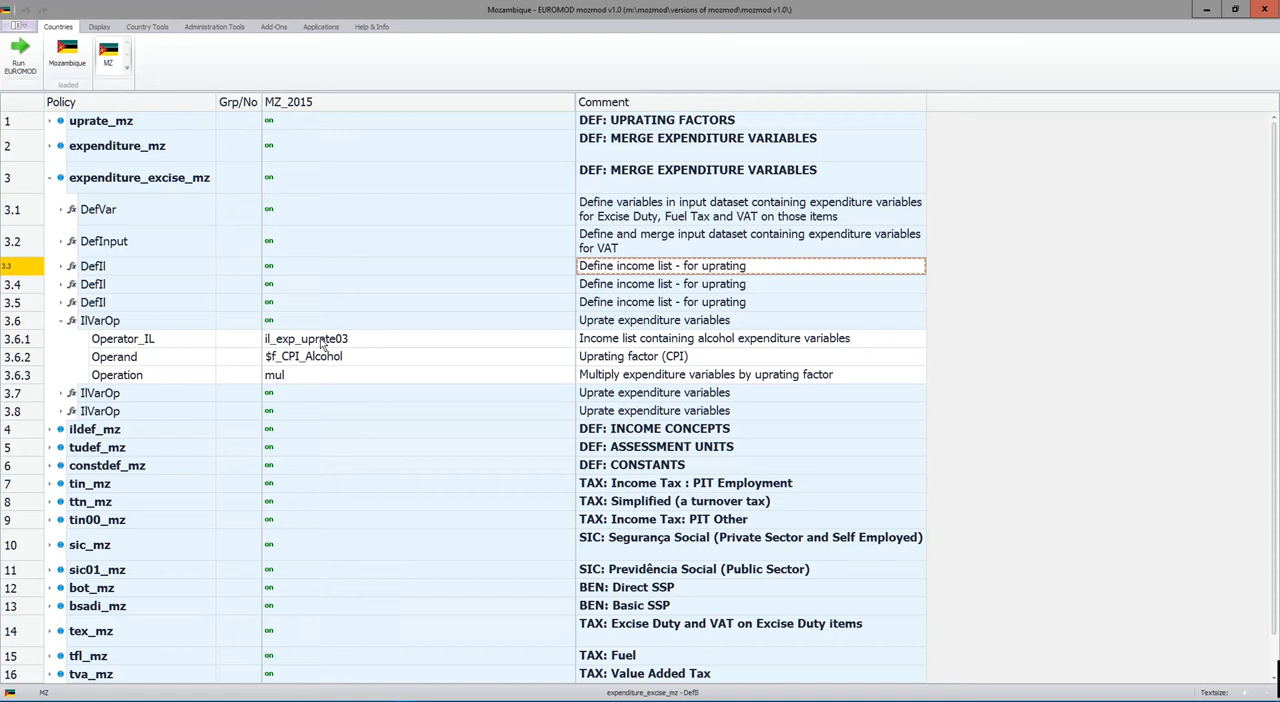 Mozambique - EUROMOD mozmod v1.0 (m:\mozmod\versions of mozmod\mozmod v1.0\)
Countries Display Country Tools Administration Tools Add-Ons Applications Help & Info
Run EUROMOD Mozambique MZ
loaded
Policy Grp/No MZ_2015 Comment
1 uprate_mz on DEF: UPRATING FACTORS
2 expenditure_mz on DEF: MERGE EXPENDITURE VARIABLES
3 expenditure_excise_mz on DEF: MERGE EXPENDITURE VARIABLES
3.1 fx DefVar on Define variables in input dataset containing expenditure variables
for Excise Duty, Fuel Tax and VAT on those items
3.2 fx DefInput on Define and merge input dataset containing expenditure variables
for VAT
3.3 fx DefIl on Define income list - for uprating
3.4 fx DefIl on Define income list - for uprating
3.5 fx DefIl on Define income list - for uprating
3.6 fx IlVarOp on Uprate expenditure variables
3.6.1 Operator_IL il_exp_uprate03 Income list containing alcohol expenditure variables
3.6.2 Operand $f_CPI_Alcohol Uprating factor (CPI)
3.6.3 Operation mul Multiply expenditure variables by uprating factor
3.7 fx IlVarOp on Uprate expenditure variables
3.8 fx IlVarOp on Uprate expenditure variables
4 ildef_mz on DEF: INCOME CONCEPTS
5 tudef_mz on DEF: ASSESSMENT UNITS
6 constdef_mz on DEF: CONSTANTS
7 tin_mz on TAX: Income Tax : PIT Employment
8 ttn_mz on TAX: Simplified (a turnover tax)
9 tin00_mz on TAX: Income Tax: PIT Other
10 sic_mz on SIC: Segurança Social (Private Sector and Self Employed)
11 sic01_mz on SIC: Previdência Social (Public Sector)
12 bot_mz on BEN: Direct SSP
13 bsadi_mz on BEN: Basic SSP
14 tex_mz on TAX: Excise Duty and VAT on Excise Duty items
15 tfl_mz on TAX: Fuel
16 tva_mz on TAX: Value Added Tax
MZ expenditure_excise_mz - DefIl Textsize: + -